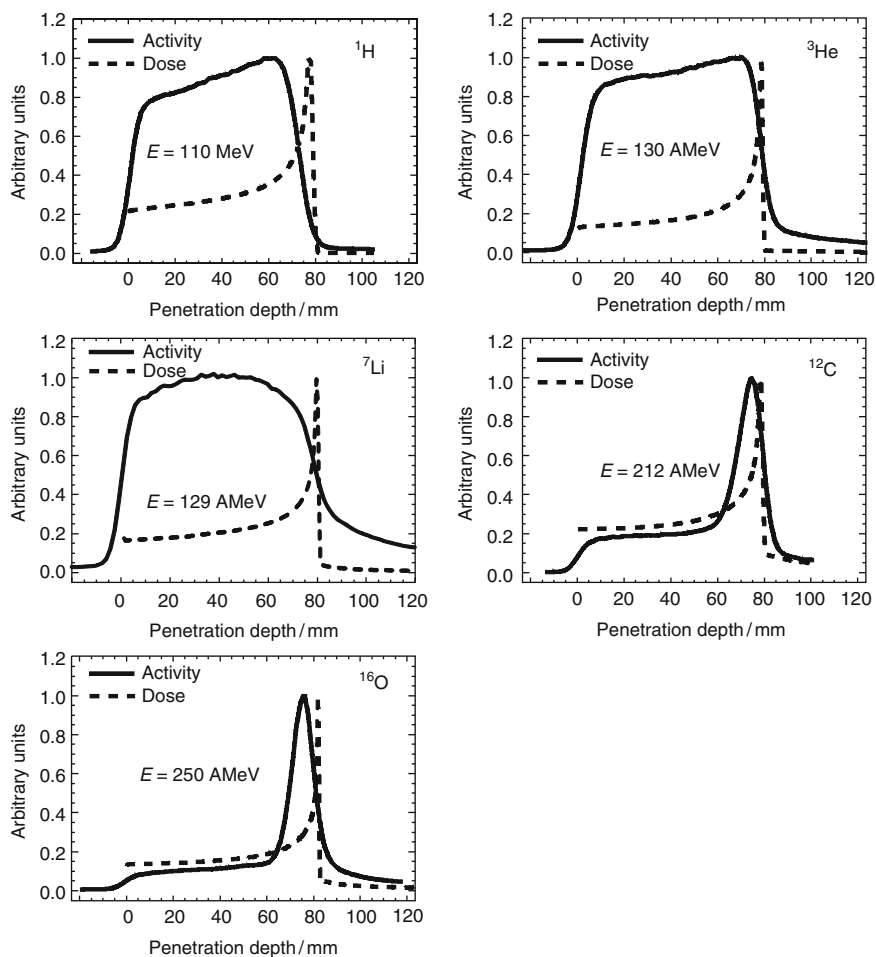 Activity
Dose
¹H
E = 110 MeV
Arbitrary units
1.2
1.0
0.8
0.6
0.4
0.2
0.0
0 20 40 60 80 100 120
Penetration depth / mm
Activity
Dose
³He
E = 130 AMeV
Arbitrary units
1.2
1.0
0.8
0.6
0.4
0.2
0.0
0 20 40 60 80 100 120
Penetration depth / mm
Activity
Dose
⁷Li
E = 129 AMeV
Arbitrary units
1.2
1.0
0.8
0.6
0.4
0.2
0.0
0 20 40 60 80 100 120
Penetration depth / mm
Activity
Dose
¹²C
E = 212 AMeV
Arbitrary units
1.2
1.0
0.8
0.6
0.4
0.2
0.0
0 20 40 60 80 100 120
Penetration depth / mm
Activity
Dose
¹⁶O
E = 250 AMeV
Arbitrary units
1.2
1.0
0.8
0.6
0.4
0.2
0.0
0 20 40 60 80 100 120
Penetration depth / mm